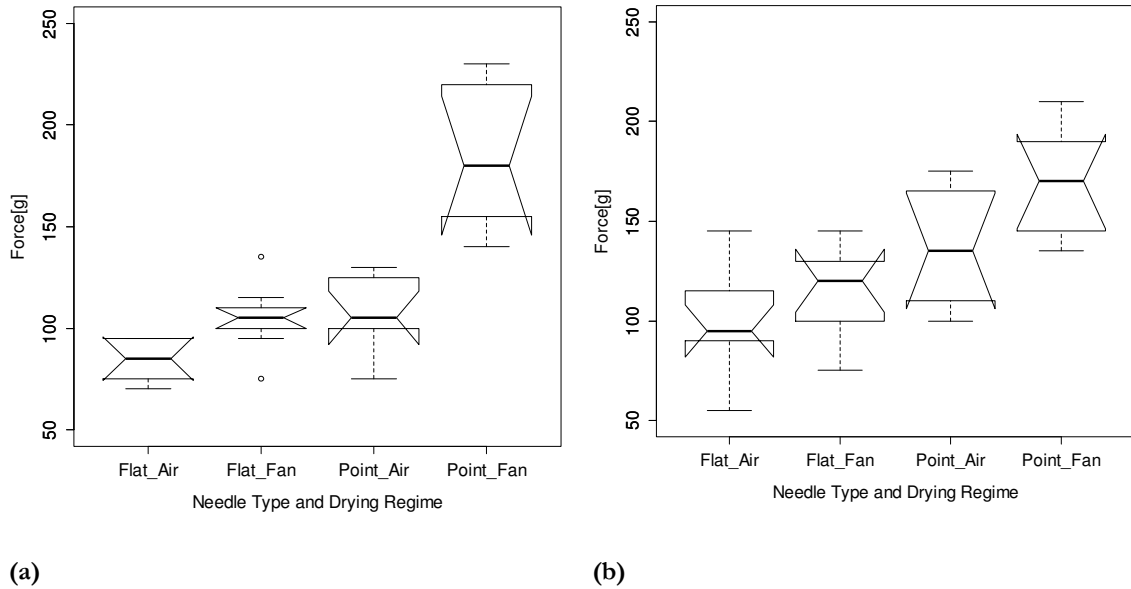 250
200
150
100
50
Force[g]
Flat_Air Flat_Fan Point_Air Point_Fan
Needle Type and Drying Regime
(a)
250
200
150
100
50
Force[g]
Flat_Air Flat_Fan Point_Air Point_Fan
Needle Type and Drying Regime
(b)